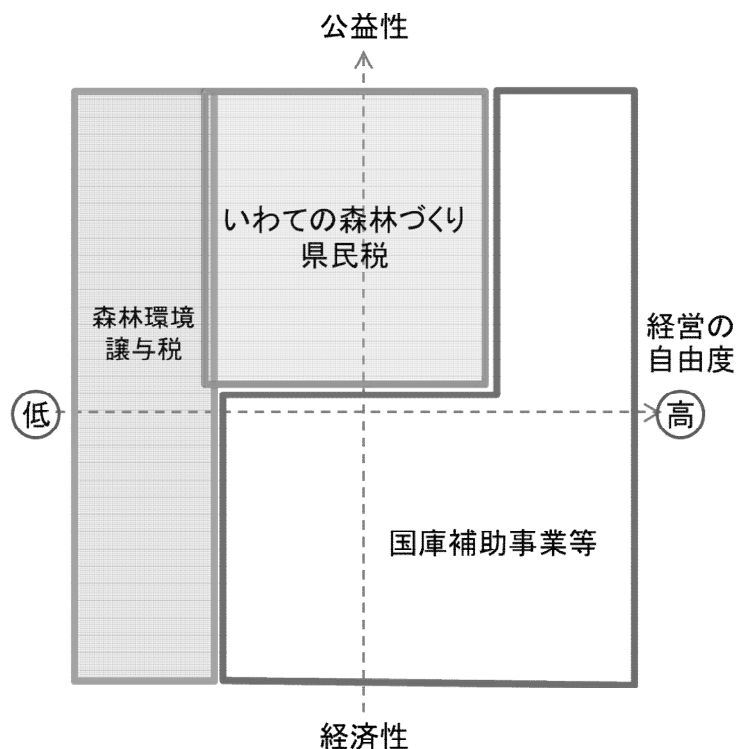 公益性
いわての森林づくり
県民税
森林環境
譲与税
経営の
自由度
低
高
国庫補助事業等
経済性